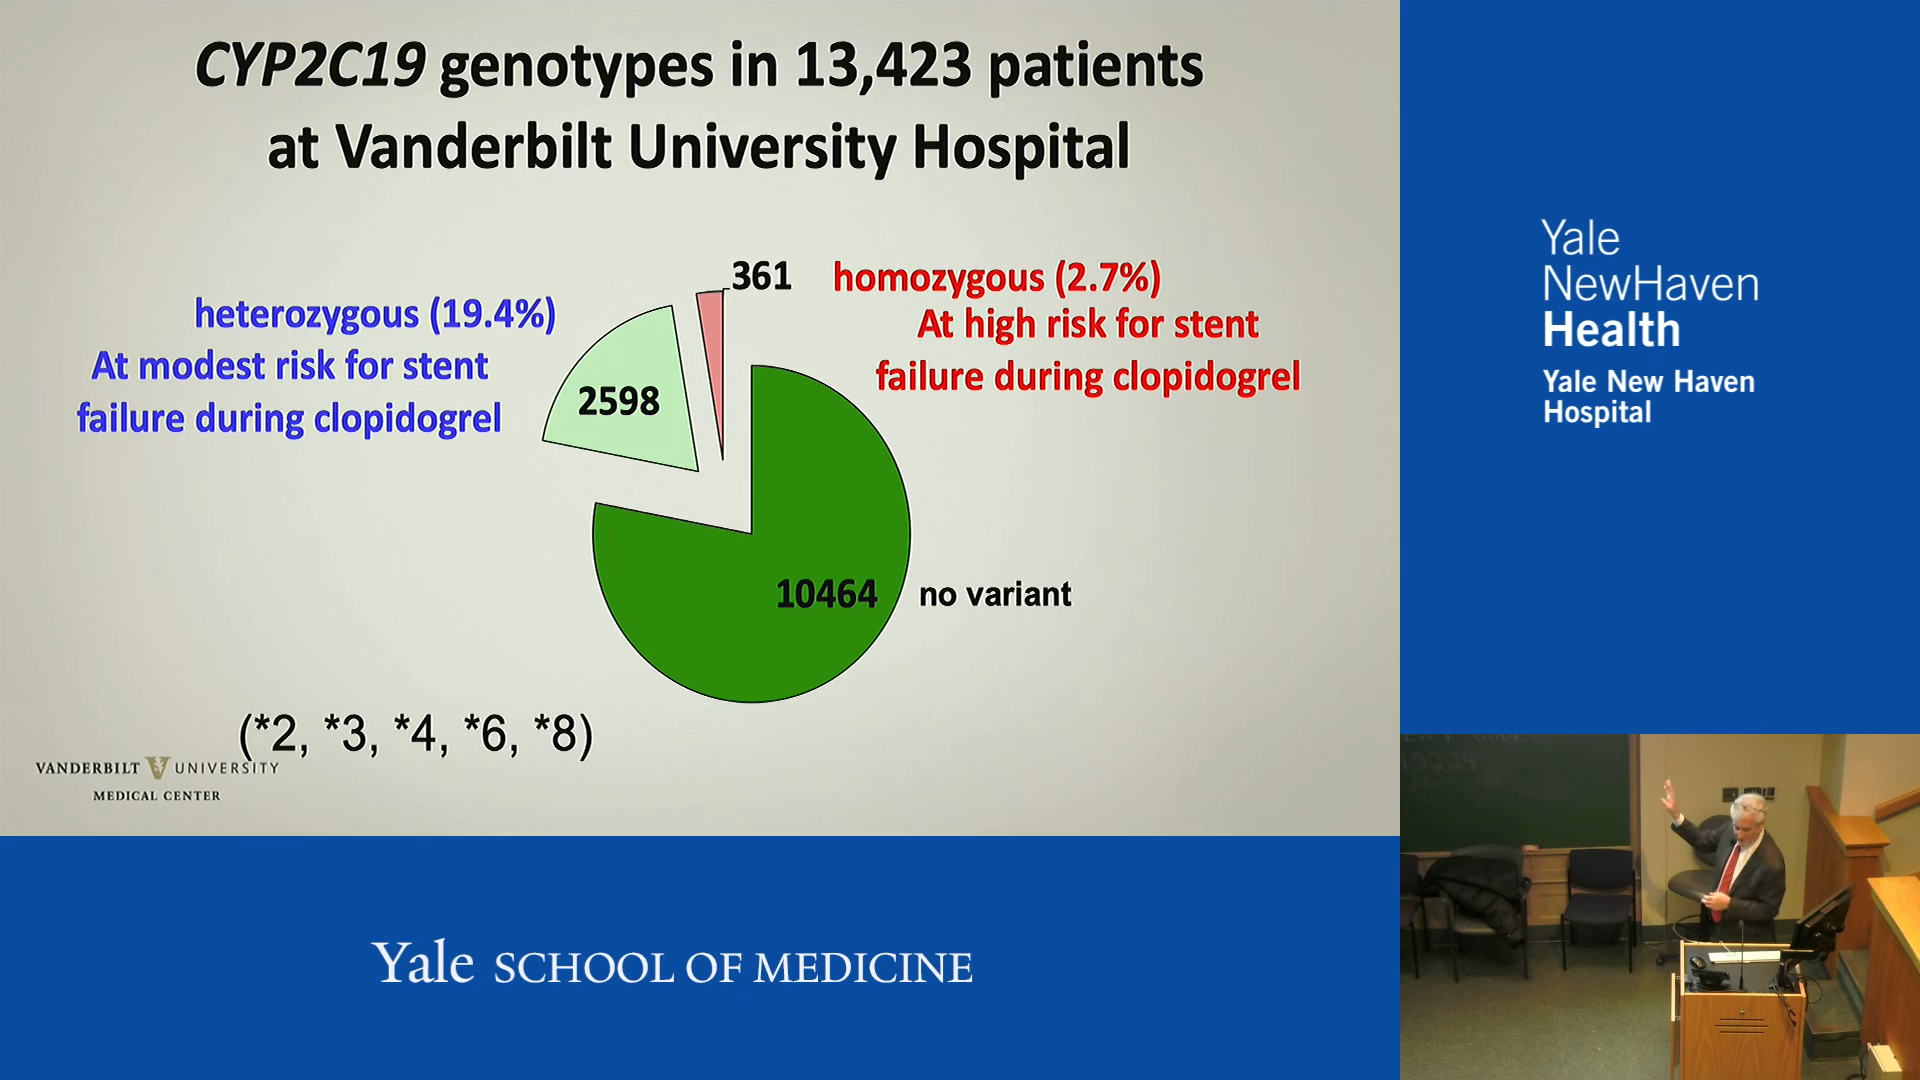 CYP2C19 genotypes in 13,423 patients
at Vanderbilt University Hospital
361
homozygous (2.7%)
At high risk for stent
failure during clopidogrel
heterozygous (19.4%)
At modest risk for stent
failure during clopidogrel
2598
10464
no variant
(*2, *3, *4, *6, *8)
VANDERBILT UNIVERSITY
MEDICAL CENTER
Yale
NewHaven
Health
Yale New Haven
Hospital
Yale SCHOOL OF MEDICINE